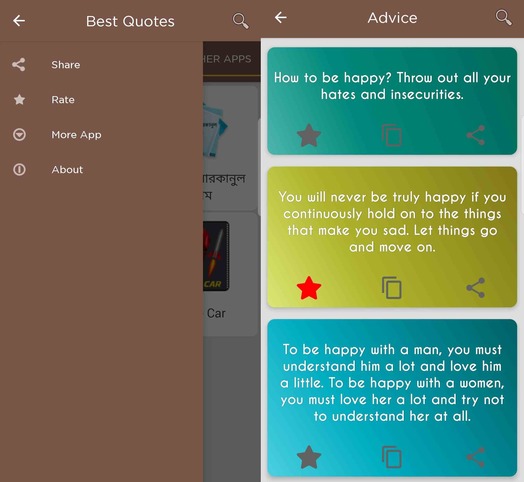 Best Quotes
Share
Rate
More App
About
HER APPS
ারকানুল
ম
CAR
Car
Advice
How to be happy? Throw out all your
hates and insecurities.
You will never be truly happy if you
continuously hold on to the things
that make you sad. Let things go
and move on.
To be happy with a man, you must
understand him a lot and love him
a little. To be happy with a women,
you must love her a lot and try not
to understand her at all.